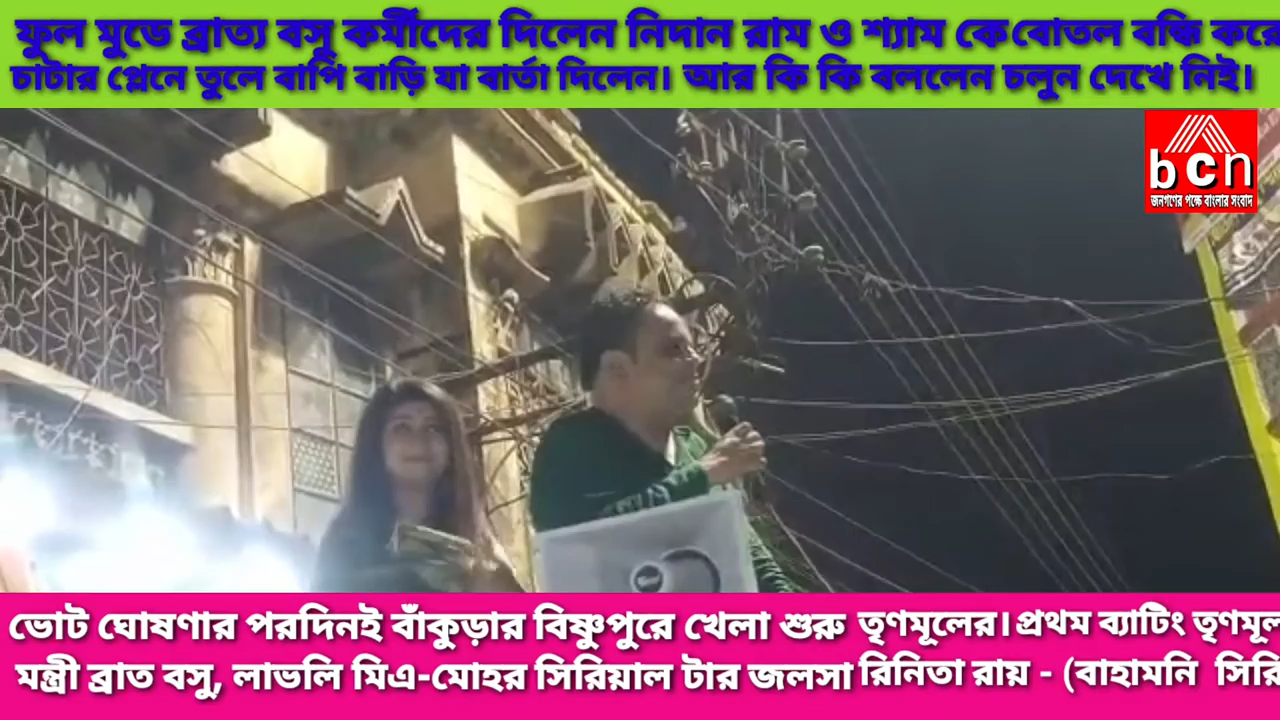 ফুল মুডে ব্রাত্য বসু কর্মীদের দিলেন নিদান রাম ও শ্যাম কে বোতল বন্ধি করে
চাটার প্লেনে তুলে বাপি বাড়ি যা বার্তা দিলেন। আর কি কি বললেন চলুন দেখে নিই।
bcn
জনগণের পক্ষে বাংলার সংবাদ
ভোট ঘোষণার পরদিনই বাঁকুড়ার বিষ্ণুপুরে খেলা শুরু তৃণমূলের। প্রথম ব্যাটিং তৃণমূল
মন্ত্রী ব্রাত বসু, লাভলি মিএ-মোহর সিরিয়াল টার জলসা রিনিতা রায় - (বাহামনি সিরি